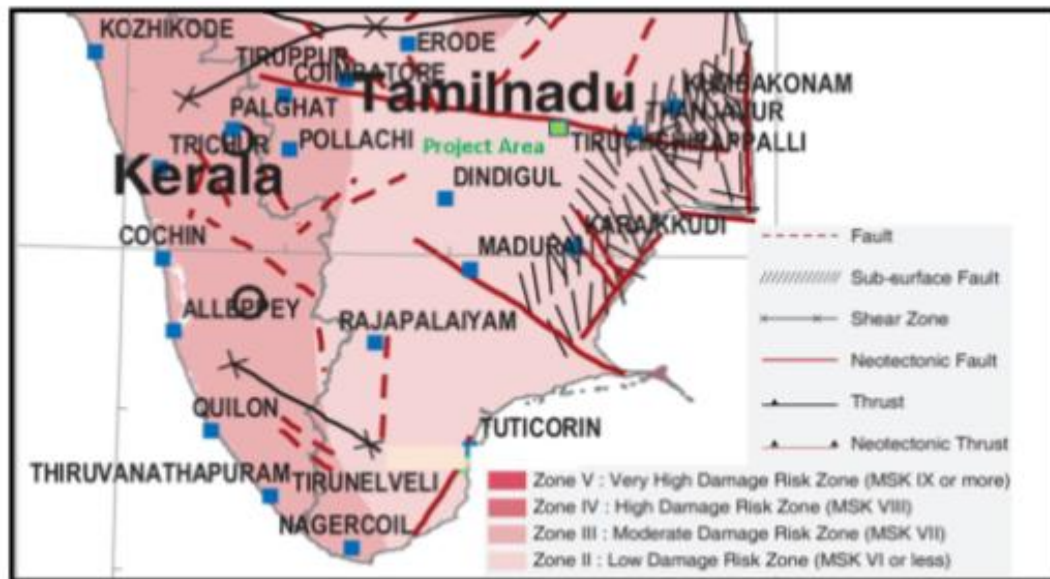 KOZHIKODE
ERODE
TIRUPPUR
COIMBATORE
Tamilnadu
KUMBAKONAM
PALGHAT
THANJAVUR
TRICHUR
POLLACHI
Project Area
TIRUCHCHIRAPPALLI
Kerala
DINDIGUL
COCHIN
MADURAI
KARAIKKUDI
ALLEPPEY
RAJAPALAIYAM
QUILON
TUTICORIN
THIRUVANATHAPURAM
TIRUNELVELI
NAGERCOIL
Fault
Sub-surface Fault
Shear Zone
Neotectonic Fault
Thrust
Neotectonic Thrust
Zone V : Very High Damage Risk Zone (MSK IX or more)
Zone IV : High Damage Risk Zone (MSK VIII)
Zone III : Moderate Damage Risk Zone (MSK VII)
Zone II : Low Damage Risk Zone (MSK VI or less)